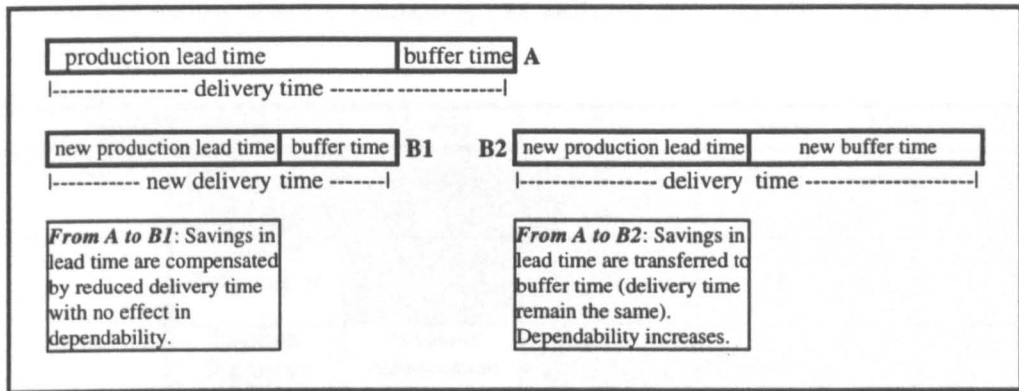 production lead time buffer time A
|----------------- delivery time ------- --------------|
new production lead time buffer time B1 B2 new production lead time new buffer time
|----------- new delivery time ------| |------------------ delivery time ---------------------|
From A to B1: Savings in
lead time are compensated
by reduced delivery time
with no effect in
dependability.
From A to B2: Savings in
lead time are transferred to
buffer time (delivery time
remain the same).
Dependability increases.